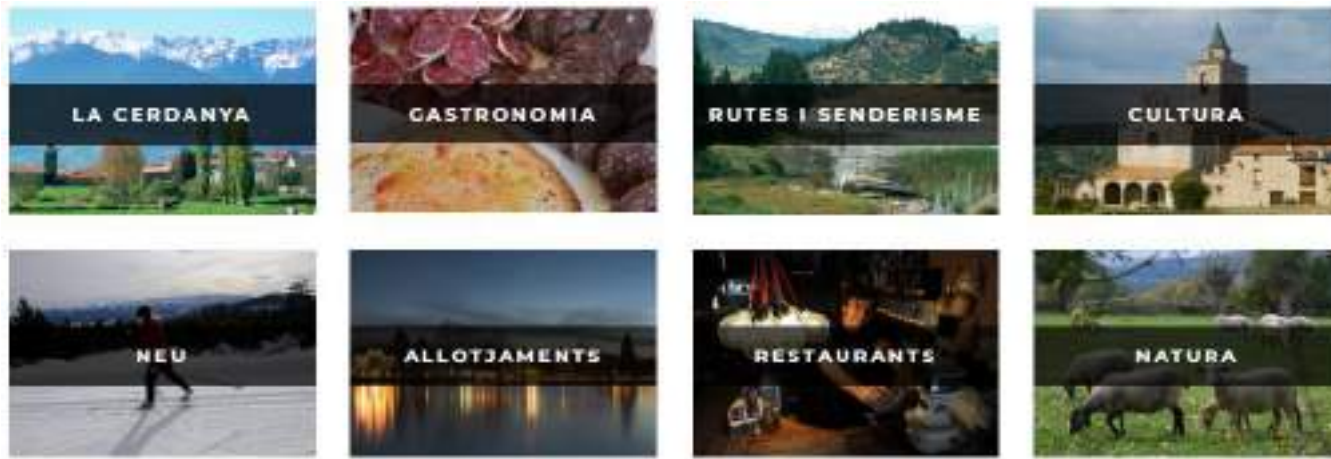 LA CERDANYA
GASTRONOMIA
RUTES I SENDERISME
CULTURA
NEU
ALLOTJAMENTS
RESTAURANTS
NATURA